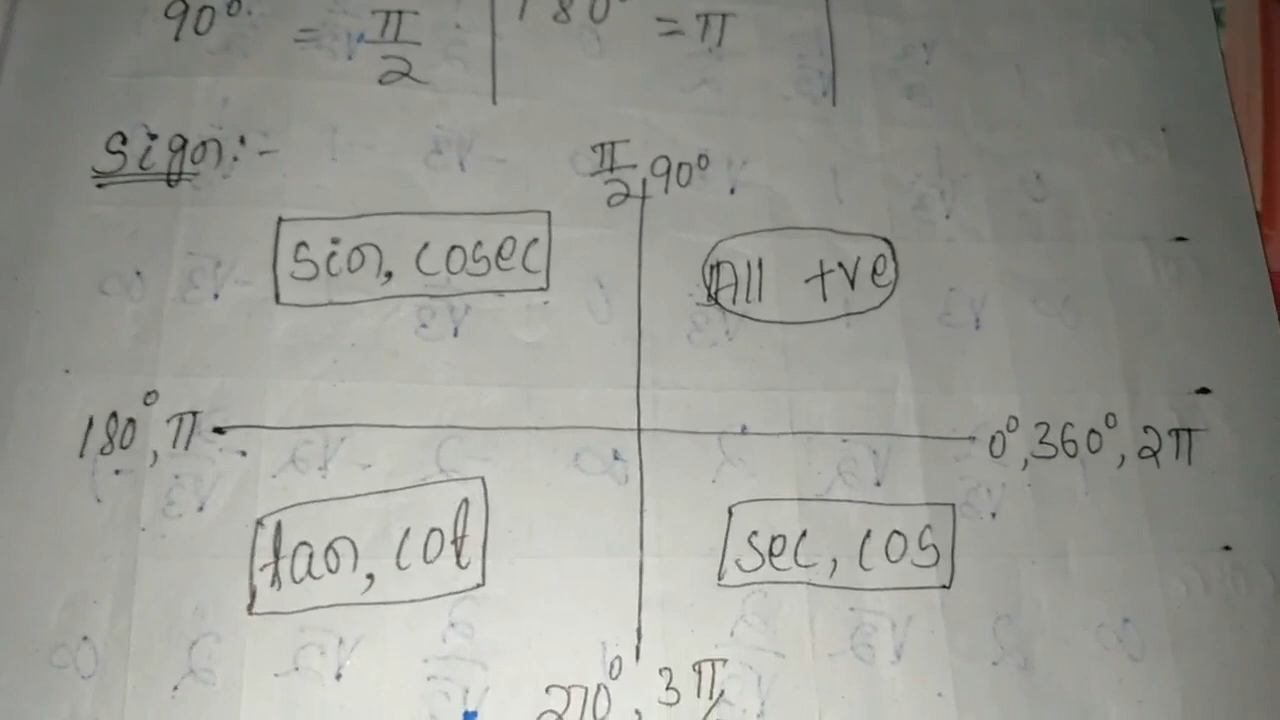 90° = π/2 | 180° = π |
Sign:-
π/2, 90°
sin, cosec
All +ve
180°, π
0°, 360°, 2π
tan, cot
sec, cos
270°, 3π/